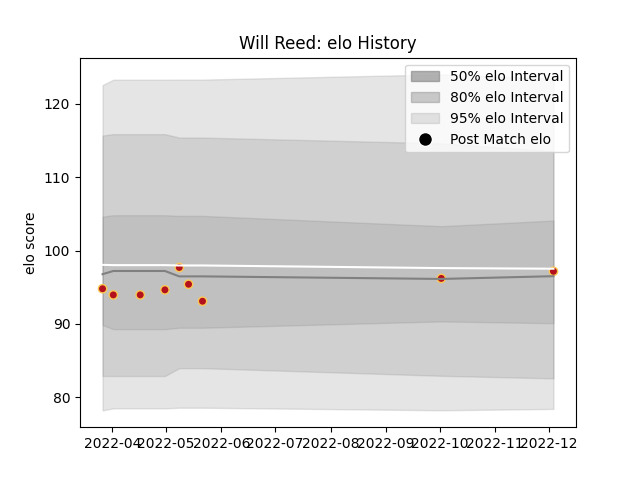 Will Reed: elo History
50% elo Interval
80% elo Interval
95% elo Interval
Post Match elo
elo score
120
110
100
90
80
2022-04 2022-05 2022-06 2022-07 2022-08 2022-09 2022-10 2022-11 2022-12